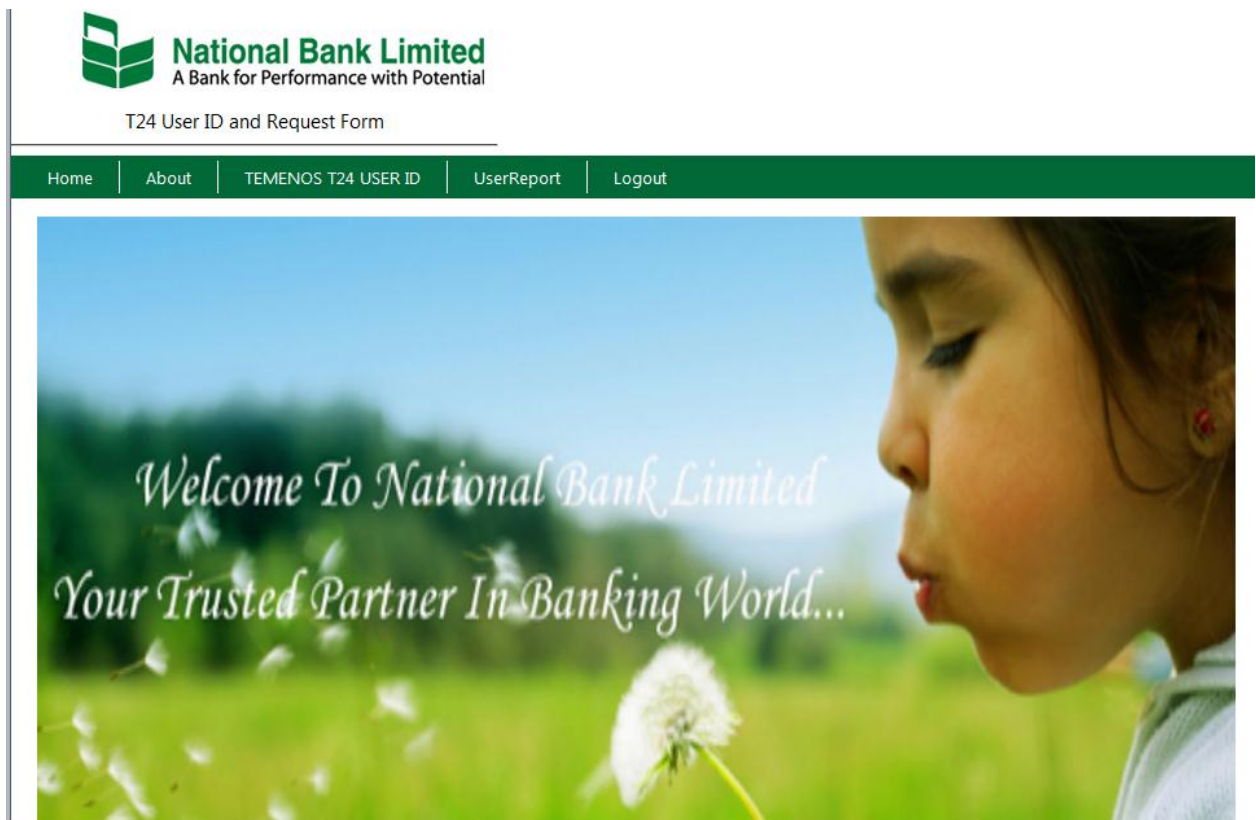 National Bank Limited
A Bank for Performance with Potential
T24 User ID and Request Form
Home About TEMENOS T24 USER ID UserReport Logout
Welcome To National Bank Limited
Your Trusted Partner In Banking World...